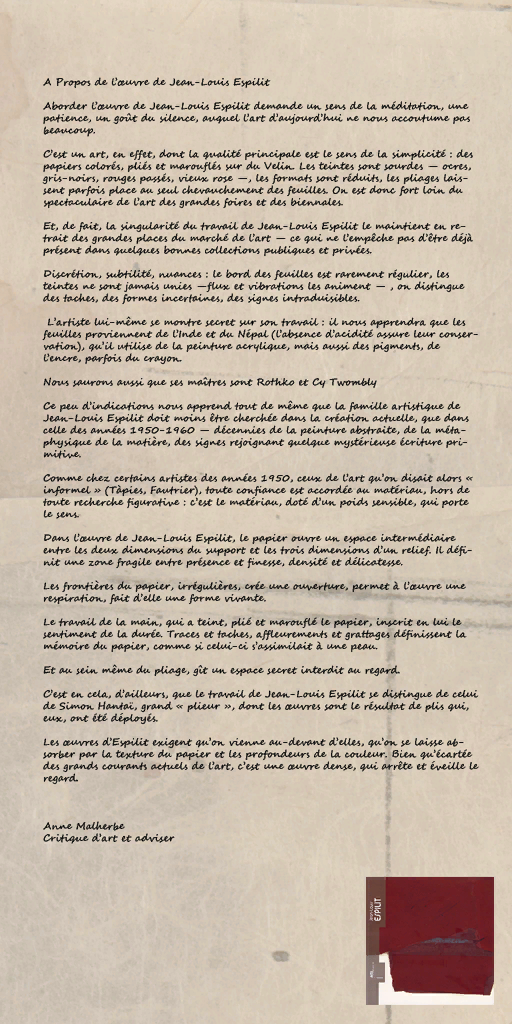 A Propos de l'œuvre de Jean-Louis Espilit
Aborder l'œuvre de Jean-Louis Espilit demande un sens de la méditation, une
patience, un goût du silence, auquel l'art d'aujourd'hui ne nous accoutume pas
beaucoup.
C'est un art, en effet, dont la qualité principale est le sens de la simplicité : des
papiers colorés, pliés et marouflés sur du Velin. Les teintes sont sourdes — ocres,
gris-noirs, rouges passés, vieux rose —, les formats sont réduits, les pliages lais-
sent parfois place au seul chevauchement des feuilles. On est donc fort loin du
spectaculaire de l'art des grandes foires et des biennales.
Et, de fait, la singularité du travail de Jean-Louis Espilit le maintient en re-
trait des grandes places du marché de l'art — ce qui ne l'empêche pas d'être déjà
présent dans quelques bonnes collections publiques et privées.
Discrétion, subtilité, nuances : le bord des feuilles est rarement régulier, les
teintes ne sont jamais unies —flux et vibrations les animent — , on distingue
des taches, des formes incertaines, des signes intraduisibles.
L'artiste lui-même se montre secret sur son travail : il nous apprendra que les
feuilles proviennent de l'Inde et du Népal (l'absence d'acidité assure leur conser-
vation), qu'il utilise de la peinture acrylique, mais aussi des pigments, de
l'encre, parfois du crayon.
Nous saurons aussi que ses maîtres sont Rothko et Cy Twombly
Ce peu d'indications nous apprend tout de même que la famille artistique de
Jean-Louis Espilit doit moins être cherchée dans la création actuelle, que dans
celle des années 1950-1960 — décennies de la peinture abstraite, de la méta-
physique de la matière, des signes rejoignant quelque mystérieuse écriture pri-
mitive.
Comme chez certains artistes des années 1950, ceux de l'art qu'on disait alors «
informel » (Tàpies, Fautrier), toute confiance est accordée au matériau, hors de
toute recherche figurative : c'est le matériau, doté d'un poids sensible, qui porte
le sens.
Dans l'œuvre de Jean-Louis Espilit, le papier ouvre un espace intermédiaire
entre les deux dimensions du support et les trois dimensions d'un relief. Il défi-
nit une zone fragile entre présence et finesse, densité et délicatesse.
Les frontières du papier, irrégulières, crée une ouverture, permet à l'œuvre une
respiration, fait d'elle une forme vivante.
Le travail de la main, qui a teint, plié et marouflé le papier, inscrit en lui le
sentiment de la durée. Traces et taches, affleurements et grattages définissent la
mémoire du papier, comme si celui-ci s'assimilait à une peau.
Et au sein même du pliage, gît un espace secret interdit au regard.
C'est en cela, d'ailleurs, que le travail de Jean-Louis Espilit se distingue de celui
de Simon Hantaï, grand « plieur », dont les œuvres sont le résultat de plis qui,
eux, ont été déployés.
Les œuvres d'Espilit exigent qu'on vienne au-devant d'elles, qu'on se laisse ab-
sorber par la texture du papier et les profondeurs de la couleur. Bien qu'écartée
des grands courants actuels de l'art, c'est une œuvre dense, qui arrête et éveille le
regard.
Anne Malherbe
Critique d'art et adviser
ESPILIT